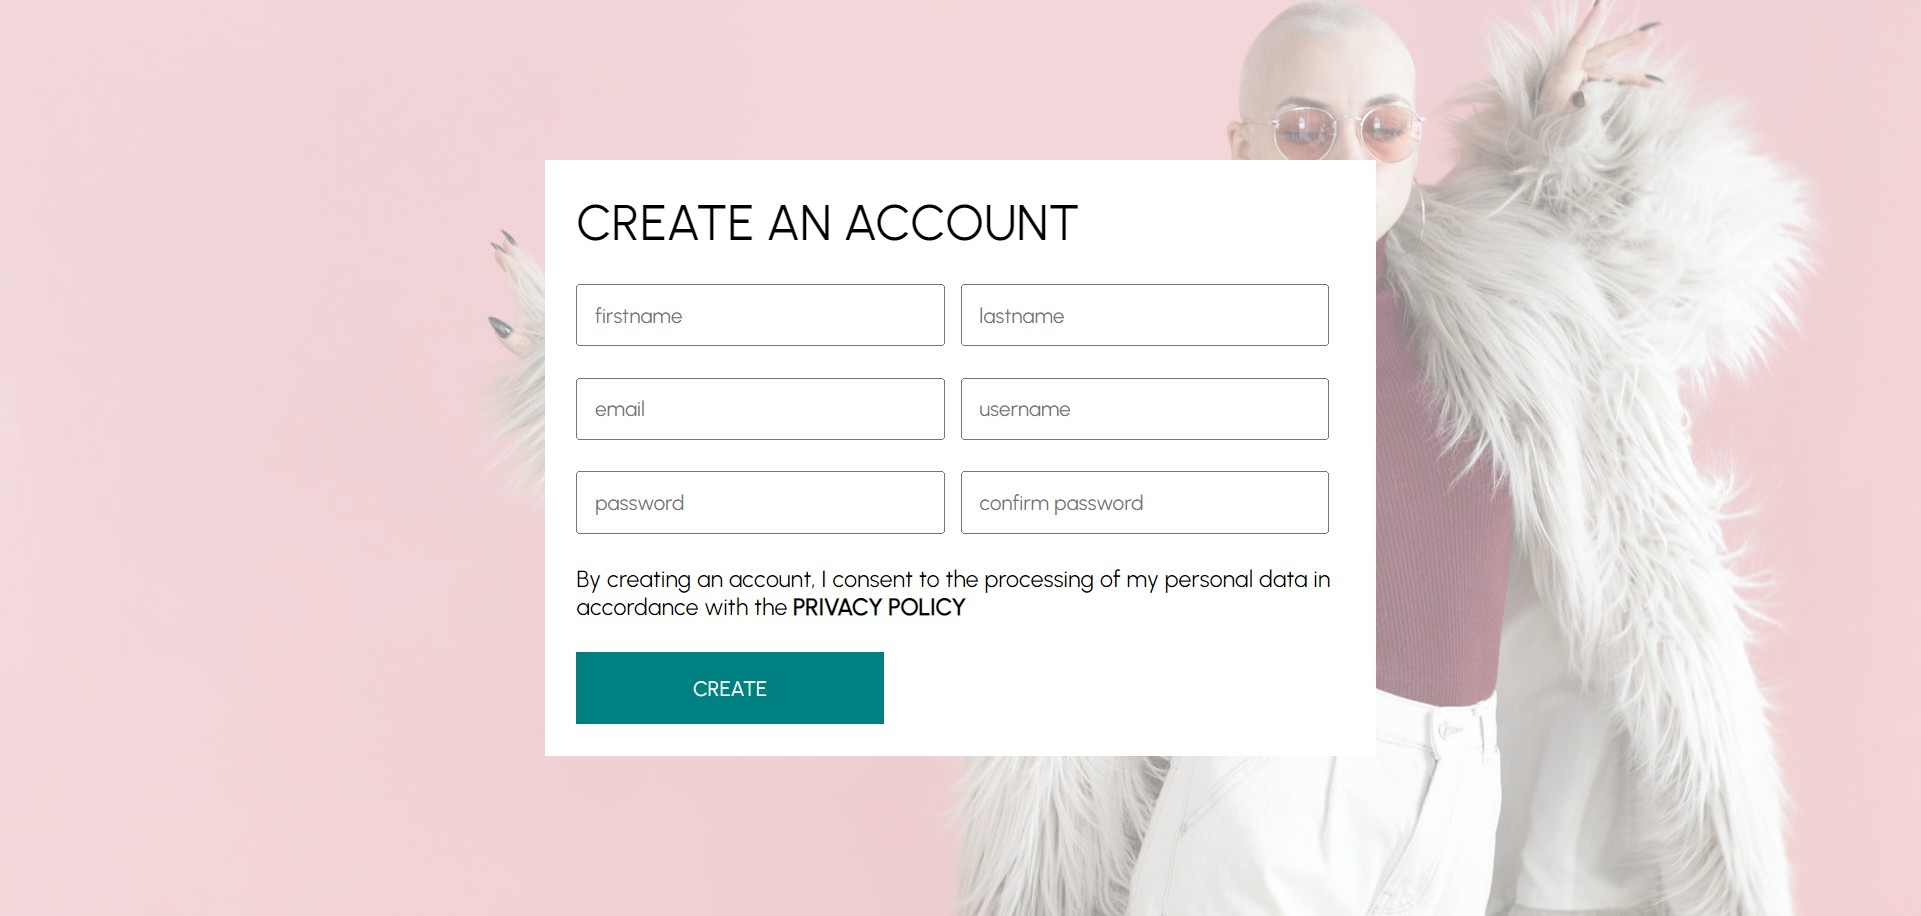 CREATE AN ACCOUNT
firstname
lastname
email
username
password
confirm password
By creating an account, I consent to the processing of my personal data in
accordance with the PRIVACY POLICY
CREATE